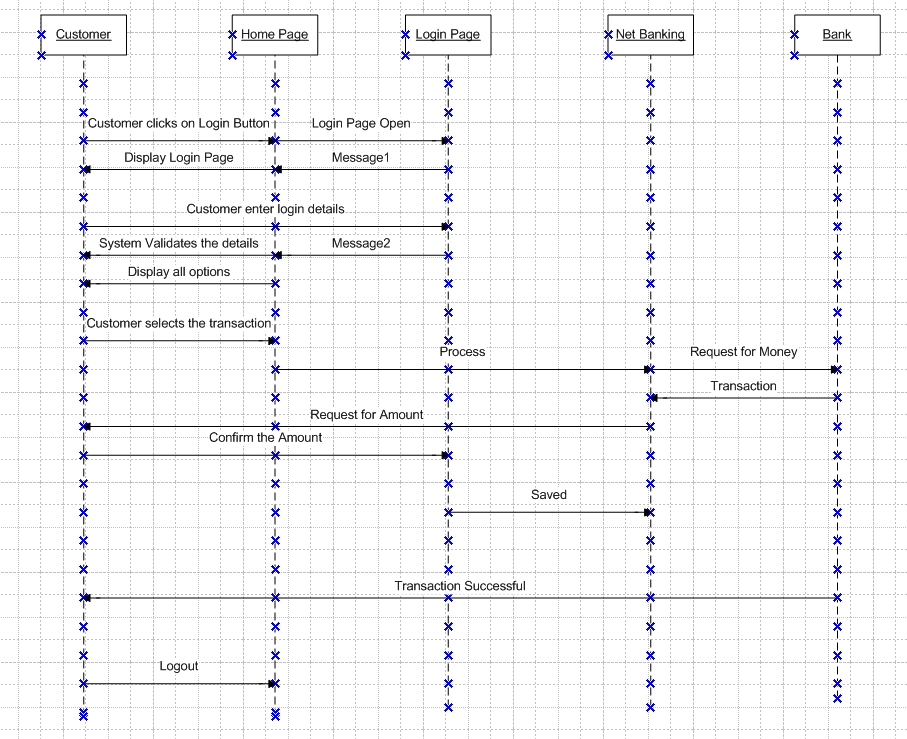 Customer
Home Page
Login Page
Net Banking
Bank
Customer clicks on Login Button
Login Page Open
Display Login Page
Message1
Customer enter login details
System Validates the details
Message2
Display all options
Customer selects the transaction
Process
Request for Money
Transaction
Request for Amount
Confirm the Amount
Saved
Transaction Successful
Logout